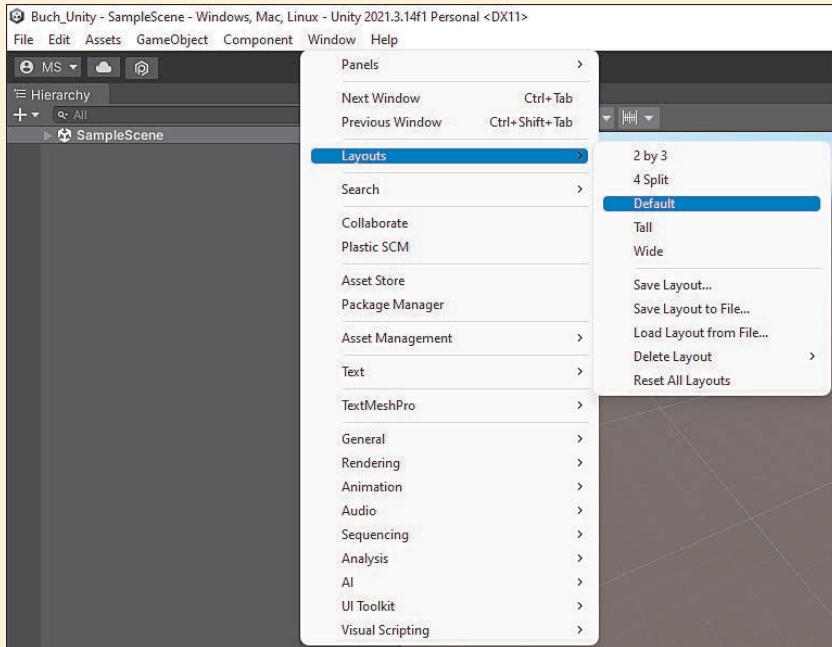 Buch_Unity - SampleScene - Windows, Mac, Linux - Unity 2021.3.14f1 Personal <DX11>
File Edit Assets GameObject Component Window Help
MS
Hierarchy
All
SampleScene
Panels
Next Window Ctrl+Tab
Previous Window Ctrl+Shift+Tab
Layouts
Search
Collaborate
Plastic SCM
Asset Store
Package Manager
Asset Management
Text
TextMeshPro
General
Rendering
Animation
Audio
Sequencing
Analysis
AI
UI Toolkit
Visual Scripting
2 by 3
4 Split
Default
Tall
Wide
Save Layout...
Save Layout to File...
Load Layout from File...
Delete Layout
Reset All Layouts